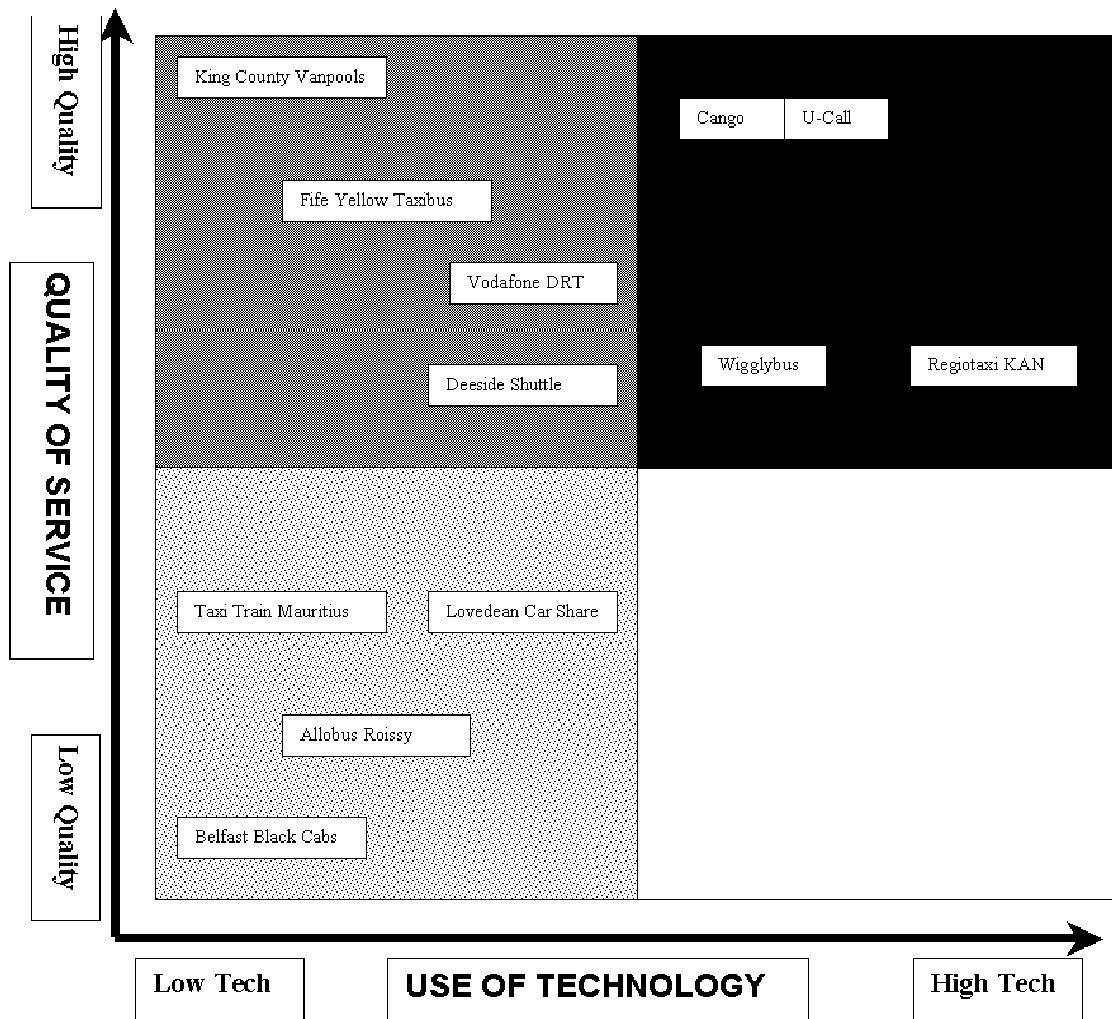 High Quality
King County Vanpools
Cango
U-Call
Fife Yellow Taxibus
Vodafone DRT
QUALITY OF SERVICE
Deeside Shuttle
Wigglybus
Regiotaxi KAN
Taxi Train Mauritius
Lovedean Car Share
Allobus Roissy
Low Quality
Belfast Black Cabs
Low Tech
USE OF TECHNOLOGY
High Tech